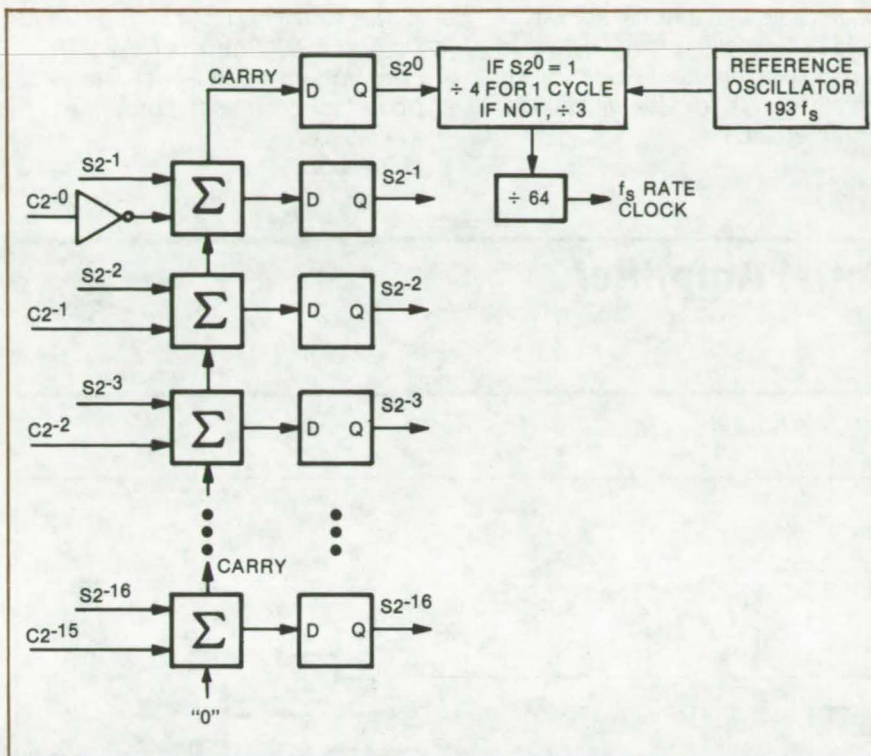 CARRY
D Q
S2⁰
IF S2⁰ = 1
÷ 4 FOR 1 CYCLE
IF NOT, ÷ 3
REFERENCE
OSCILLATOR
193 fₛ
S2⁻¹
C2⁻⁰
Σ
D Q
S2⁻¹
÷ 64
fₛ RATE
CLOCK
S2⁻²
C2⁻¹
Σ
D Q
S2⁻²
S2⁻³
C2⁻²
Σ
D Q
S2⁻³
CARRY
S2⁻¹⁶
C2⁻¹⁵
Σ
D Q
S2⁻¹⁶
“0”